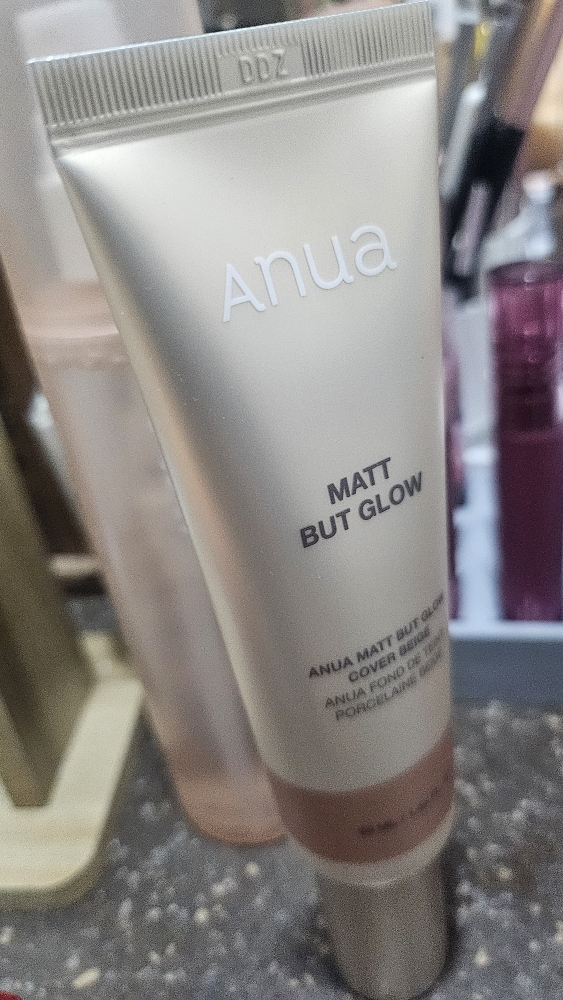 DDZ
Anua
MATT
BUT GLOW
ANUA MATT BUT GLOW
COVER BEIGE
ANUA FOND DE TEINT
PORCELAINE BEIGE